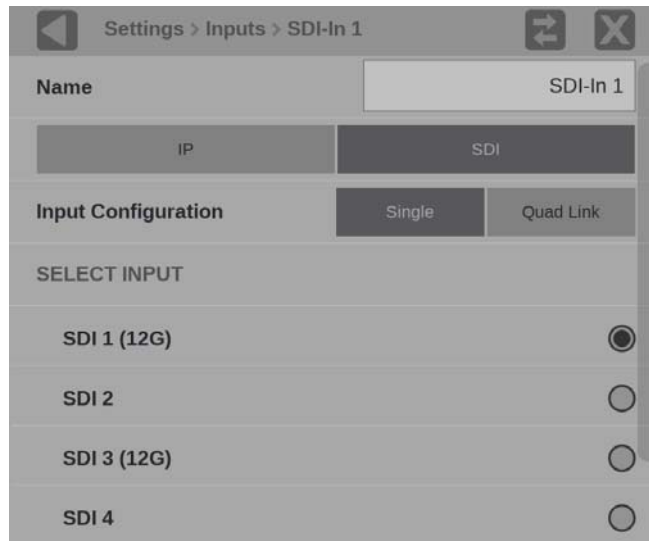 Settings > Inputs > SDI-In 1
Name SDI-In 1
IP SDI
Input Configuration Single Quad Link
SELECT INPUT
SDI 1 (12G)
SDI 2
SDI 3 (12G)
SDI 4